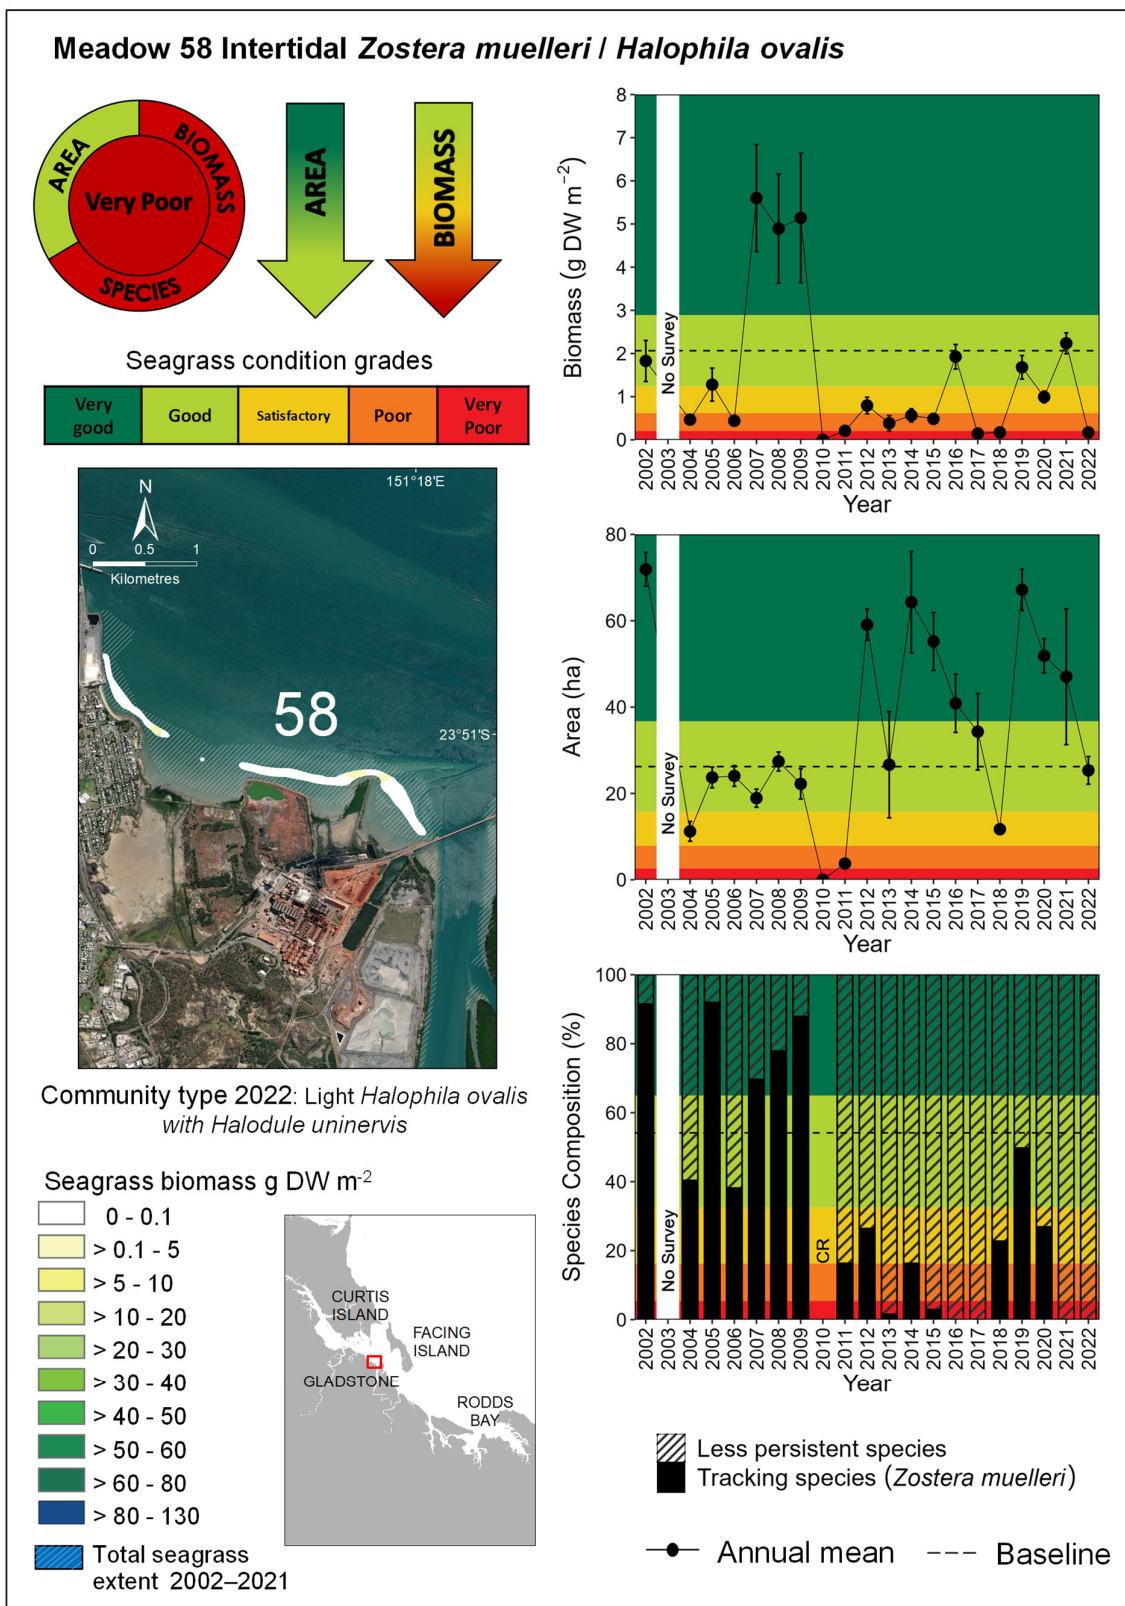 Meadow 58 Intertidal Zostera muelleri / Halophila ovalis
AREA
BIOMASS
SPECIES
Very Poor
AREA
BIOMASS
Seagrass condition grades
Very good
Good
Satisfactory
Poor
Very Poor
151°18'E
N
0 0.5 1
Kilometres
58
23°51'S
Community type 2022: Light Halophila ovalis
with Halodule uninervis
Seagrass biomass g DW m-2
0 - 0.1
> 0.1 - 5
> 5 - 10
> 10 - 20
> 20 - 30
> 30 - 40
> 40 - 50
> 50 - 60
> 60 - 80
> 80 - 130
Total seagrass
extent 2002–2021
CURTIS
ISLAND
FACING
ISLAND
GLADSTONE
RODDS
BAY
Biomass (g DW m−2)
8
7
6
5
4
3
2
1
0
No Survey
2002 2003 2004 2005 2006 2007 2008 2009 2010 2011 2012 2013 2014 2015 2016 2017 2018 2019 2020 2021 2022
Year
Area (ha)
80
60
40
20
0
No Survey
2002 2003 2004 2005 2006 2007 2008 2009 2010 2011 2012 2013 2014 2015 2016 2017 2018 2019 2020 2021 2022
Year
Species Composition (%)
100
80
60
40
20
0
No Survey
CR
2002 2003 2004 2005 2006 2007 2008 2009 2010 2011 2012 2013 2014 2015 2016 2017 2018 2019 2020 2021 2022
Year
Less persistent species
Tracking species (Zostera muelleri)
Annual mean
Baseline